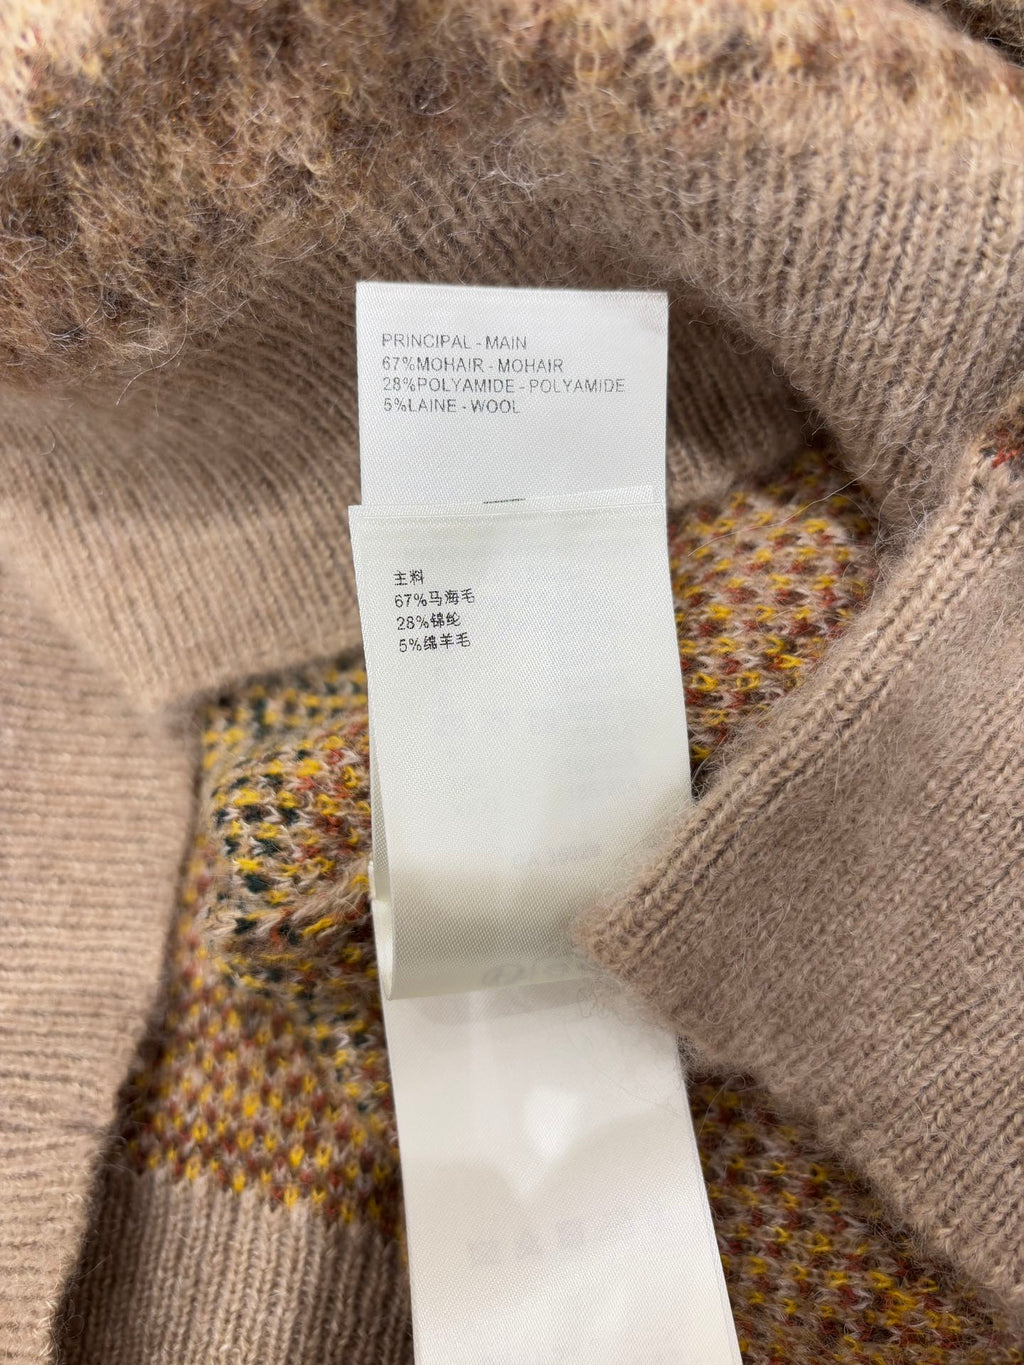 PRINCIPAL - MAIN
67%MOHAIR - MOHAIR
28%POLYAMIDE - POLYAMIDE
5%LAINE - WOOL
主料
67%马海毛
28%锦纶
5%绵羊毛